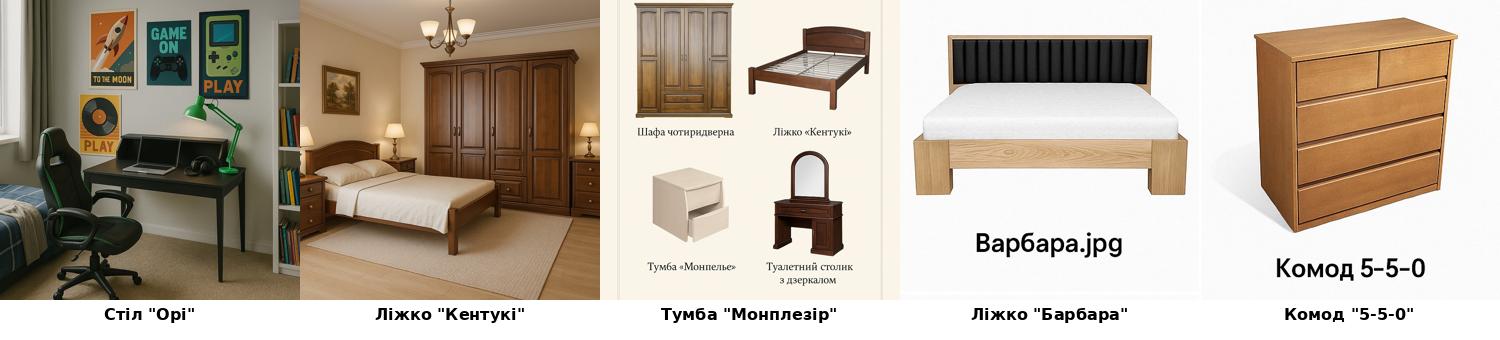 TO THE MOON
GAME
ON
PLAY
PLAY
Шафа чотиридверна
Ліжко «Кентукі»
Тумба «Монпелье»
Туалетний столик
з дзеркалом
Варбара.jpg
Комод 5-5-0
Стіл "Орі"
Ліжко "Кентукі"
Тумба "Монплезір"
Ліжко "Барбара"
Комод "5-5-0"